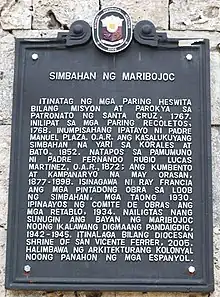 SIMBAHAN NG MARIBOJOC
ITINATAG NG MGA PARING HESWITA
BILANG MISYON AT PAROKYA SA
PATRONATO NG SANTA CRUZ, 1767.
INILIPAT SA MGA PARING RECOLETOS,
1768. INUMPISAHANG IPATAYO NI PADRE
MANUEL PLAZA, O.A.R. ANG KASALUKUYANG
SIMBAHAN NA YARI SA KORALES AT
BATO, 1852. NATAPOS SA PAMUMUNO
NI PADRE FERNANDO RUBIO LUCAS
MARTINEZ, O.A.R., 1872; ANG KUMBENTO
AT KAMPANARYO NA MAY ORASAN,
1877-1898. ISINAGAWA NI RAY FRANCIA
ANG MGA PINTADONG OBRA SA LOOB
NG SIMBAHAN, MGA TAONG 1930.
IPINAAYOS NG COMITE DE OBRAS ANG
MGA RETABLO, 1934. NAILIGTAS NANG
SUNUGIN ANG BAYAN NG MARIBOJOC
NOONG IKALAWANG DIGMAANG PANDAIGDIG,
1942-1945. ITINALAGA BILANG DIOCESAN
SHRINE OF SAN VICENTE FERRER, 2005.
HALIMBAWA NG ARKITEKTURANG KOLONYAL
NOONG PANAHON NG MGA ESPANYOL.